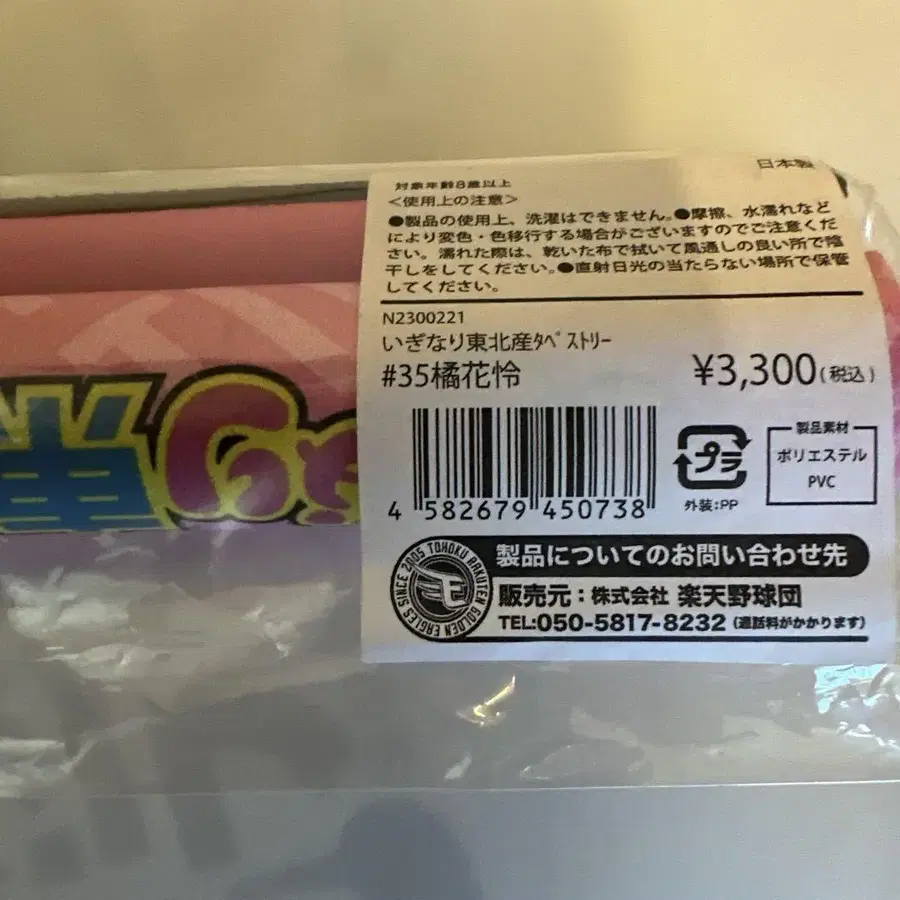 日本製
対象年齢8歳以上
<使用上の注意>
●製品の使用上、洗濯はできません。●摩擦、水濡れなど
により変色・色移行する場合がございますのでご注意くだ
さい。濡れた際は、乾いた布で拭いて風通しの良い所で陰
干しをしてください。●直射日光の当たらない場所で保管
してください。
N2300221
いぎなり東北産ﾀﾍﾟｽﾄﾘｰ
#35橘花怜
¥3,300(税込)
4 582679 450738
プラ
外装:PP
製品素材
ポリエステル
PVC
SINCE 2005 TOHOKU RAKUTEN GOLDEN EAGLES
E
製品についてのお問い合わせ先
販売元：株式会社 楽天野球団
TEL:050-5817-8232 (通話料がかかります)